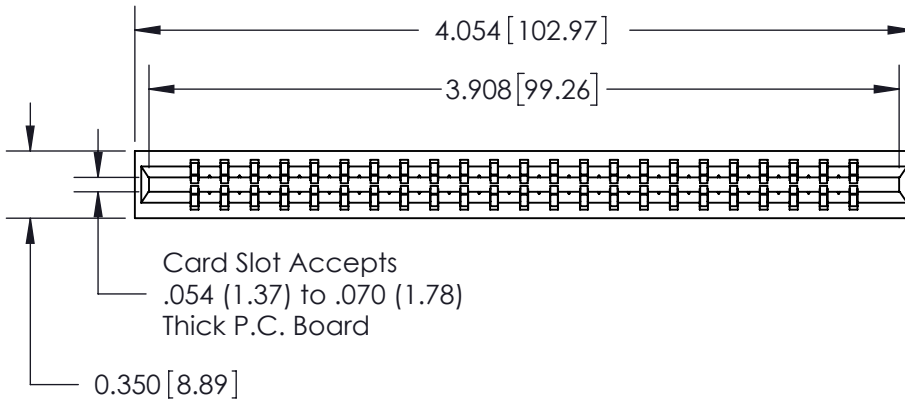 4.054 [102.97]
3.908 [99.26]
Card Slot Accepts
.054 (1.37) to .070 (1.78)
Thick P.C. Board
0.350 [8.89]